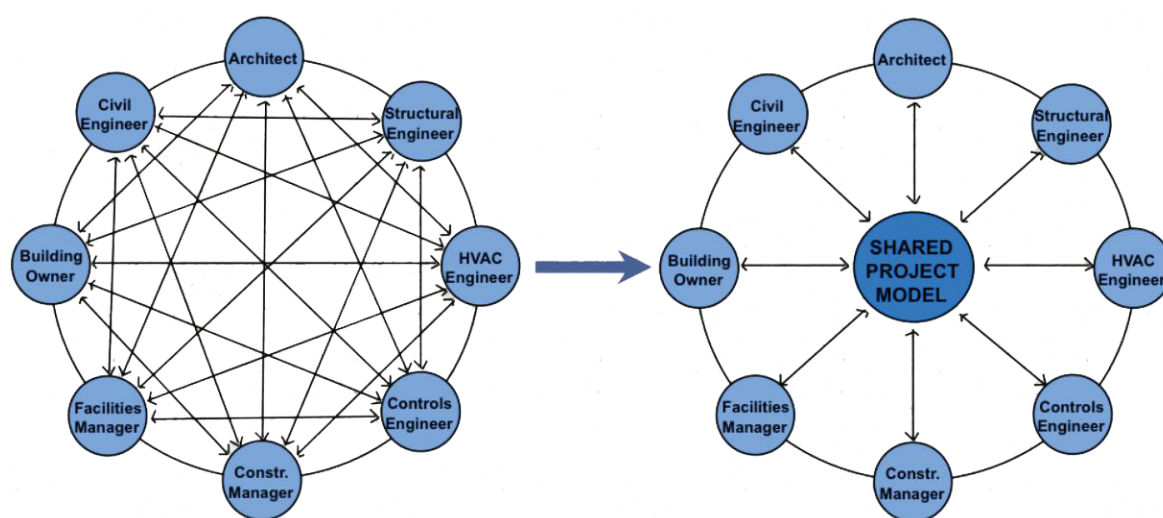 Architect
Civil
Engineer
Structural
Engineer
Building
Owner
HVAC
Engineer
Facilities
Manager
Controls
Engineer
Constr.
Manager
Architect
Civil
Engineer
Structural
Engineer
Building
Owner
SHARED
PROJECT
MODEL
HVAC
Engineer
Facilities
Manager
Controls
Engineer
Constr.
Manager